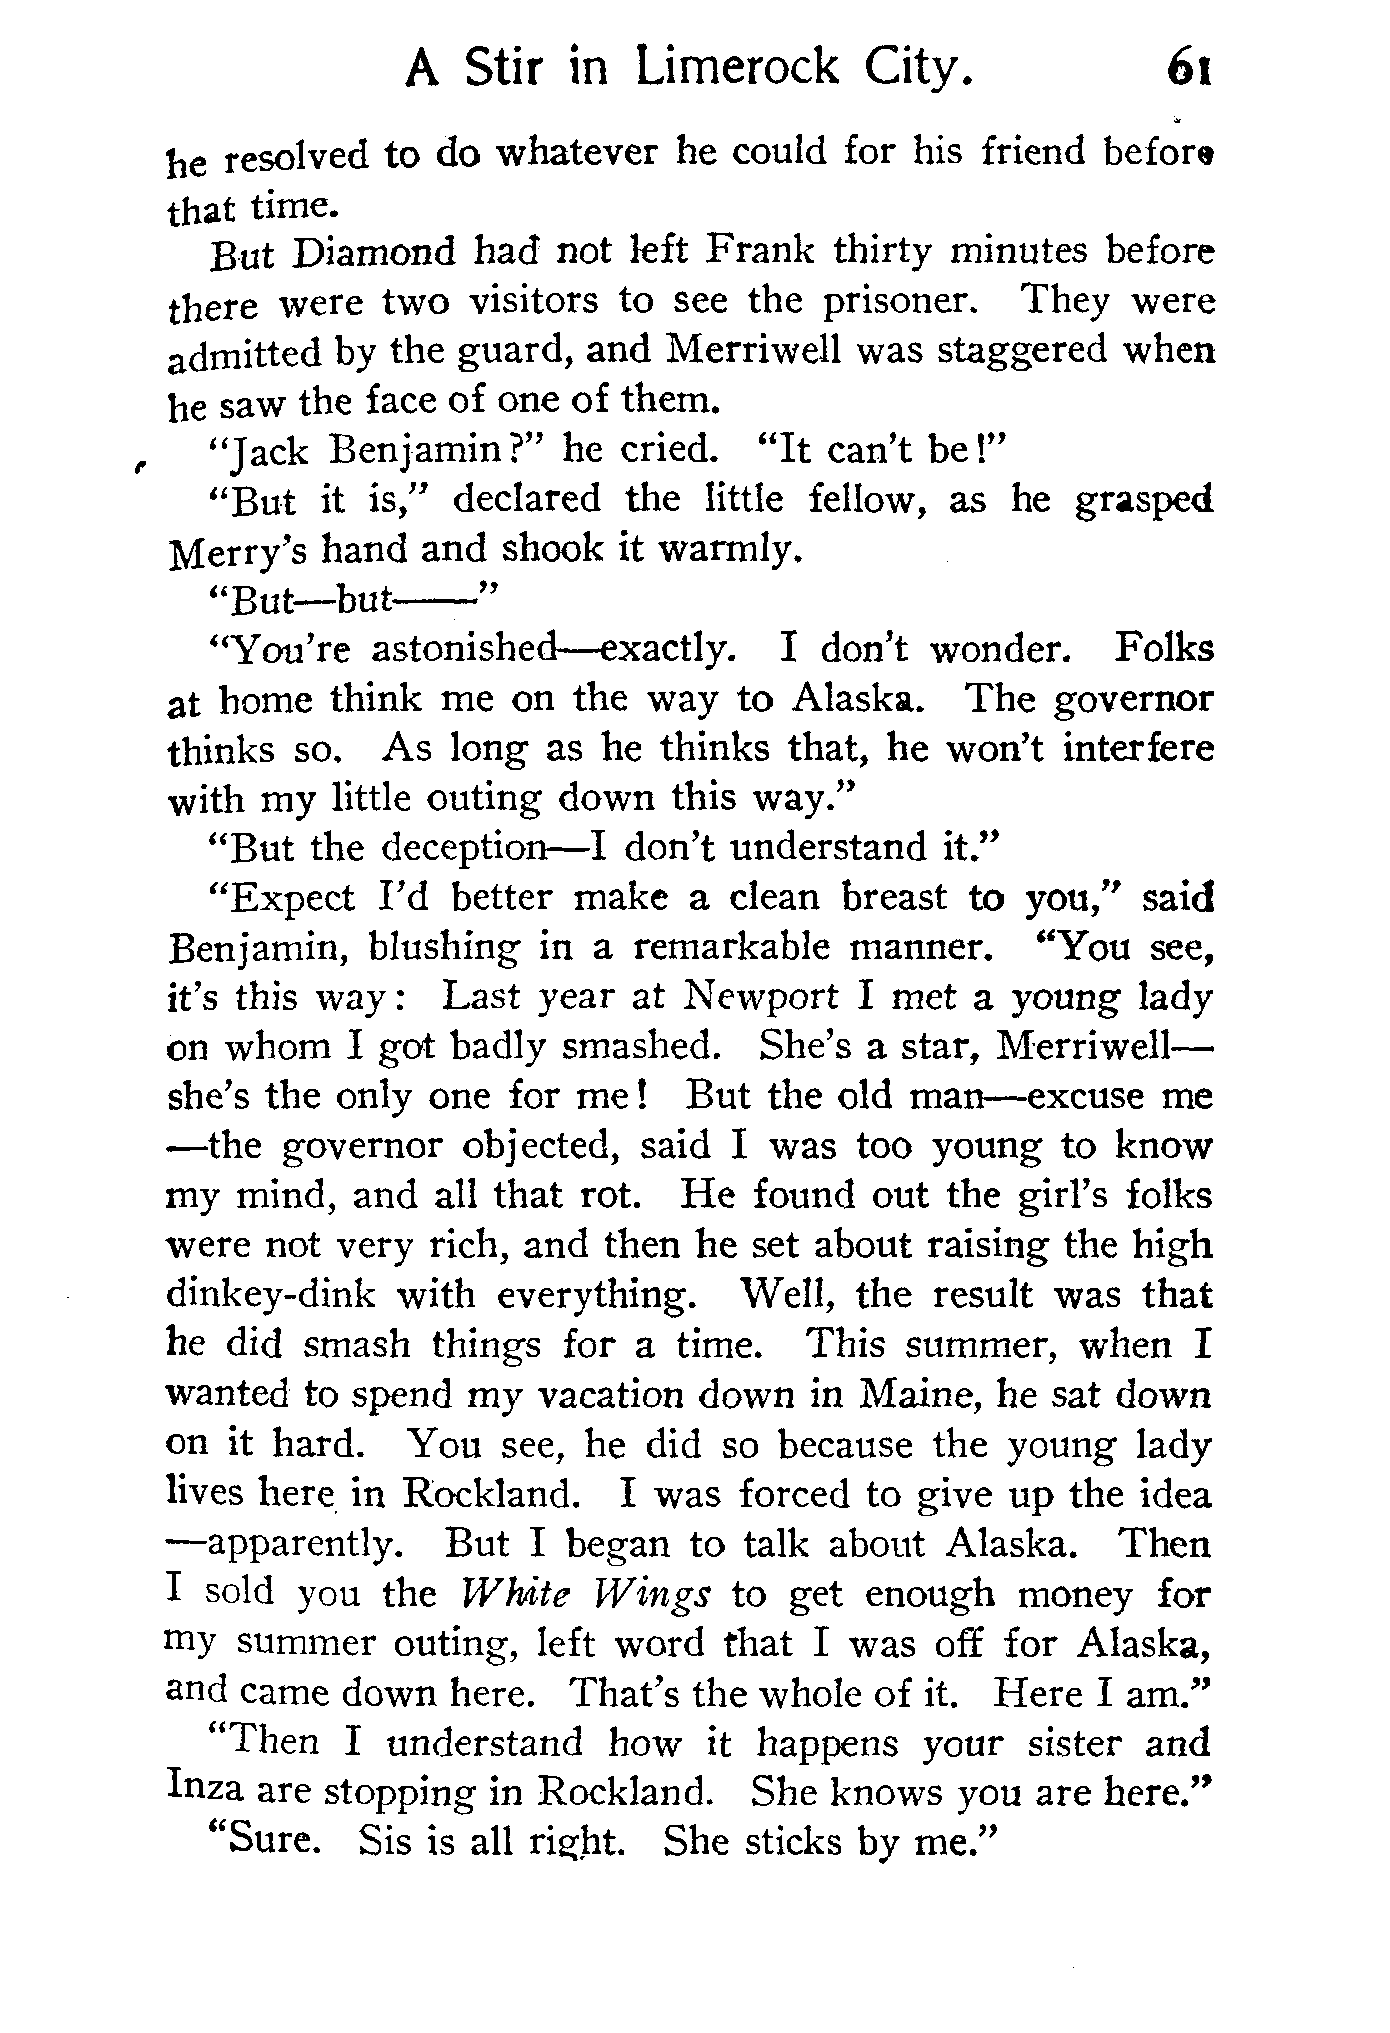 A Stir in Limerock City. 61
he resolved to do whatever he could for his friend before
that time.
But Diamond had not left Frank thirty minutes before
there were two visitors to see the prisoner. They were
admitted by the guard, and Merriwell was staggered when
he saw the face of one of them.
"Jack Benjamin?" he cried. "It can't be!"
"But it is," declared the little fellow, as he grasped
Merry's hand and shook it warmly.
"But—but——"
"You're astonished—exactly. I don't wonder. Folks
at home think me on the way to Alaska. The governor
thinks so. As long as he thinks that, he won't interfere
with my little outing down this way."
"But the deception—I don't understand it."
"Expect I'd better make a clean breast to you," said
Benjamin, blushing in a remarkable manner. "You see,
it's this way: Last year at Newport I met a young lady
on whom I got badly smashed. She's a star, Merriwell—
she's the only one for me! But the old man—excuse me
—the governor objected, said I was too young to know
my mind, and all that rot. He found out the girl's folks
were not very rich, and then he set about raising the high
dinkey-dink with everything. Well, the result was that
he did smash things for a time. This summer, when I
wanted to spend my vacation down in Maine, he sat down
on it hard. You see, he did so because the young lady
lives here in Rockland. I was forced to give up the idea
—apparently. But I began to talk about Alaska. Then
I sold you the White Wings to get enough money for
my summer outing, left word that I was off for Alaska,
and came down here. That's the whole of it. Here I am."
"Then I understand how it happens your sister and
Inza are stopping in Rockland. She knows you are here."
"Sure. Sis is all right. She sticks by me."